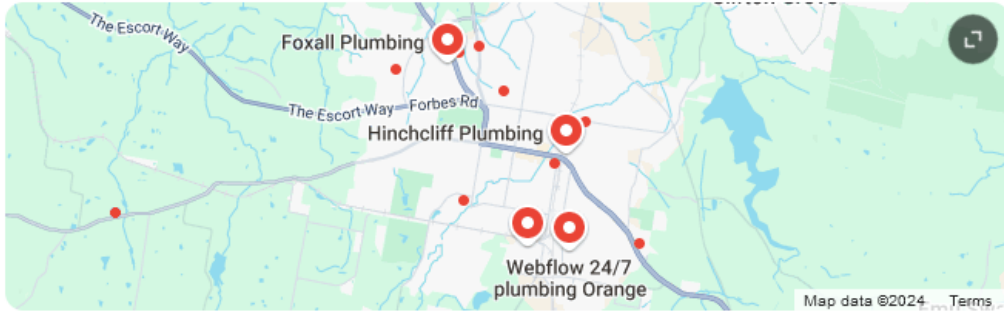 The Escort Way
Foxall Plumbing
The Escort Way
Forbes Rd
Hinchcliff Plumbing
Webflow 24/7
plumbing Orange
Map data ©2024
Terms